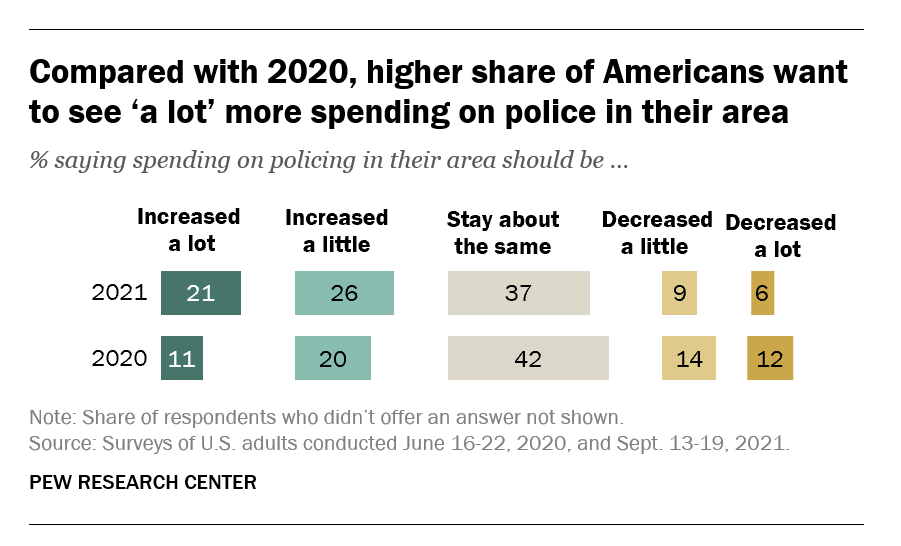 Compared with 2020, higher share of Americans want
to see ‘a lot’ more spending on police in their area
% saying spending on policing in their area should be ...
Increased a lot
Increased a little
Stay about the same
Decreased a little
Decreased a lot
2021 21 26 37 9 6
2020 11 20 42 14 12
Note: Share of respondents who didn’t offer an answer not shown.
Source: Surveys of U.S. adults conducted June 16-22, 2020, and Sept. 13-19, 2021.
PEW RESEARCH CENTER